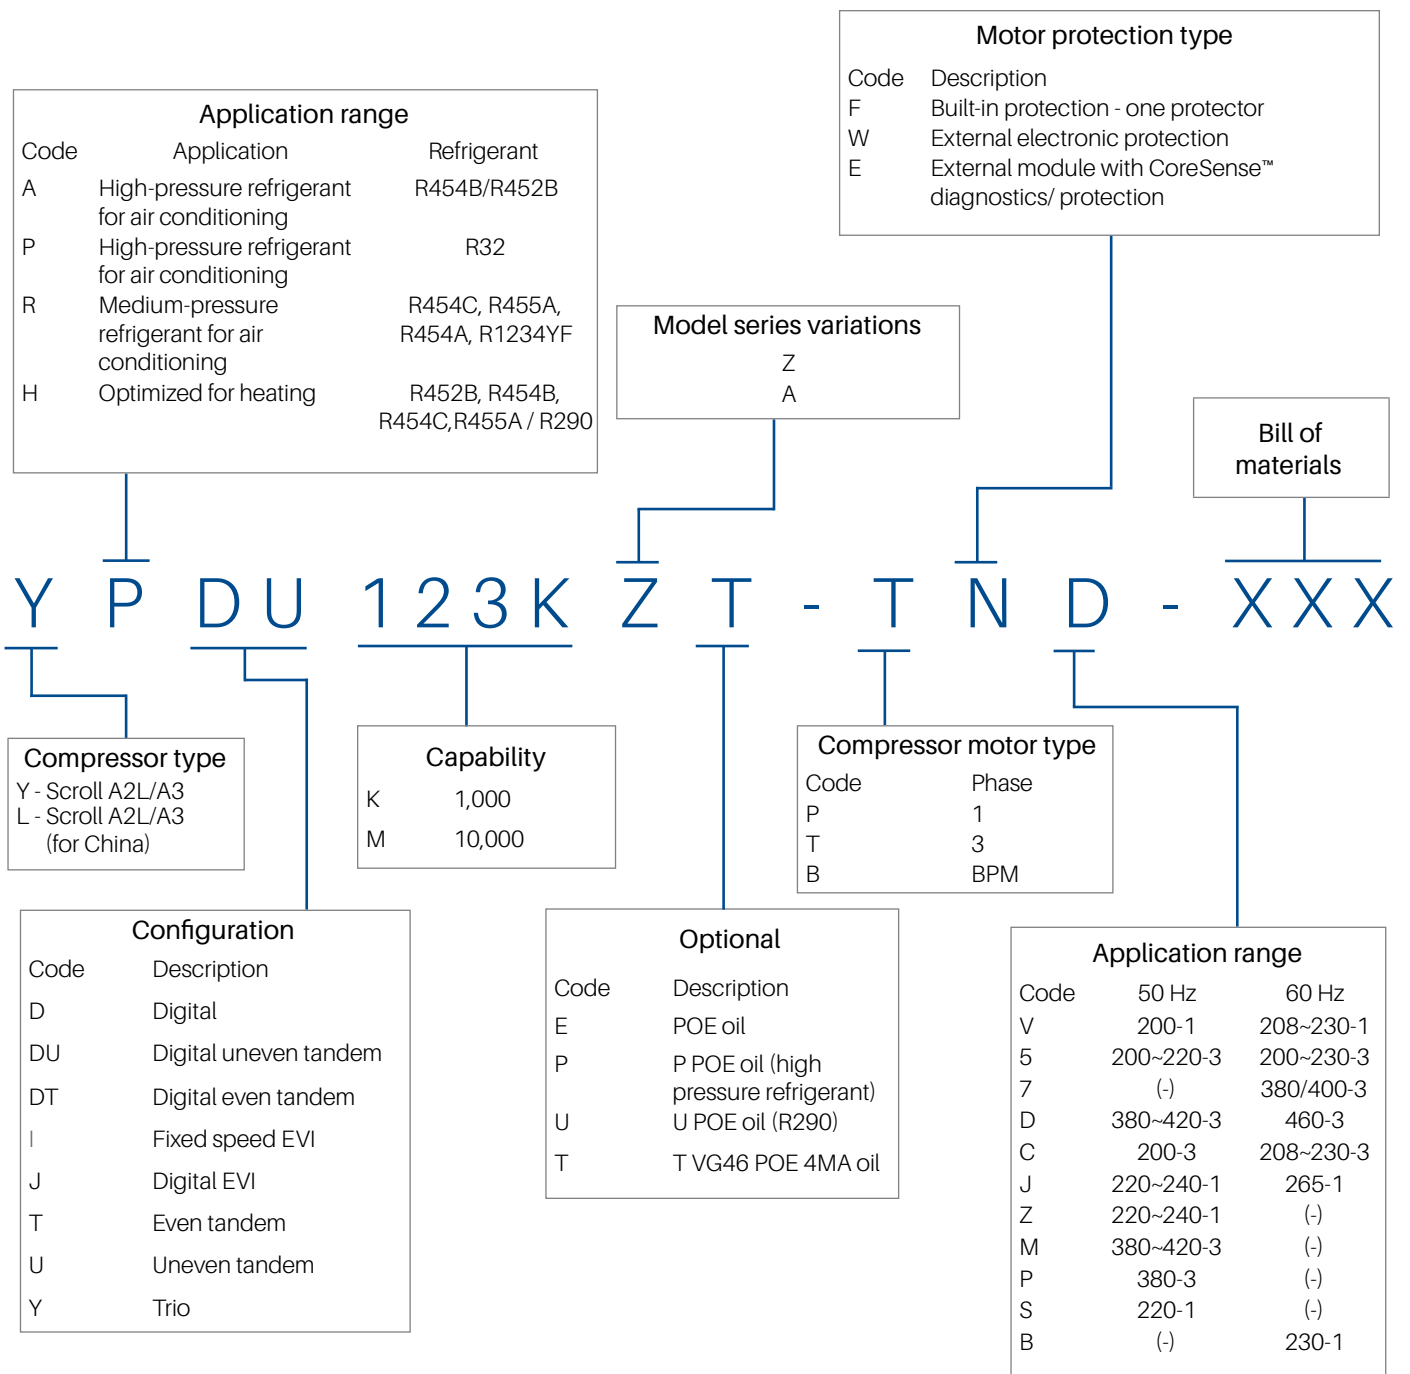 Motor protection type
Code Description
F Built-in protection - one protector
W External electronic protection
E External module with CoreSense™
diagnostics/ protection
Application range
Code Application Refrigerant
A High-pressure refrigerant R454B/R452B
for air conditioning
P High-pressure refrigerant R32
for air conditioning
R Medium-pressure R454C, R455A,
refrigerant for air R454A, R1234YF
conditioning
H Optimized for heating R452B, R454B,
R454C,R455A / R290
Model series variations
Z
A
Bill of
materials
Y P DU 123K Z T - T N D - XXX
Compressor type
Y - Scroll A2L/A3
L - Scroll A2L/A3
(for China)
Capability
K 1,000
M 10,000
Compressor motor type
Code Phase
P 1
T 3
B BPM
Configuration
Code Description
D Digital
DU Digital uneven tandem
DT Digital even tandem
I Fixed speed EVI
J Digital EVI
T Even tandem
U Uneven tandem
Y Trio
Optional
Code Description
E POE oil
P P POE oil (high
pressure refrigerant)
U U POE oil (R290)
T T VG46 POE 4MA oil
Application range
Code 50 Hz 60 Hz
V 200-1 208~230-1
5 200~220-3 200~230-3
7 (-) 380/400-3
D 380~420-3 460-3
C 200-3 208~230-3
J 220~240-1 265-1
Z 220~240-1 (-)
M 380~420-3 (-)
P 380-3 (-)
S 220-1 (-)
B (-) 230-1